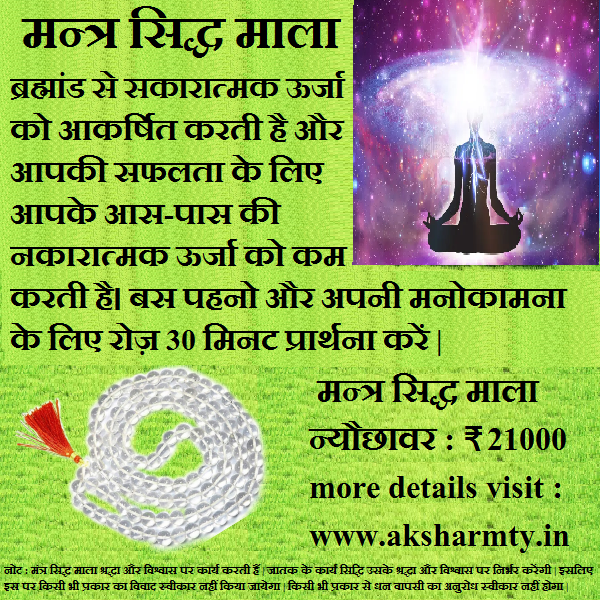 मन्त्र सिद्ध माला
ब्रह्मांड से सकारात्मक ऊर्जा
को आकर्षित करती है और
आपकी सफलता के लिए
आपके आस-पास की
नकारात्मक ऊर्जा को कम
करती है। बस पहनो और अपनी मनोकामना
के लिए रोज़ 30 मिनट प्रार्थना करें |
मन्त्र सिद्ध माला
न्यौछावर : ₹ 21000
more details visit :
www.aksharmty.in
नोट : मंत्र सिद्ध माला श्रद्धा और विश्वास पर कार्य करती हैं | जातक के कार्य सिद्धि उसके श्रद्धा और विश्वास पर निर्भर करेंगी | इसलिए
इस पर किसी भी प्रकार का विवाद स्वीकार नहीं किया जायेगा | किसी भी प्रकार से धन वापसी का अनुरोध स्वीकार नहीं होगा |